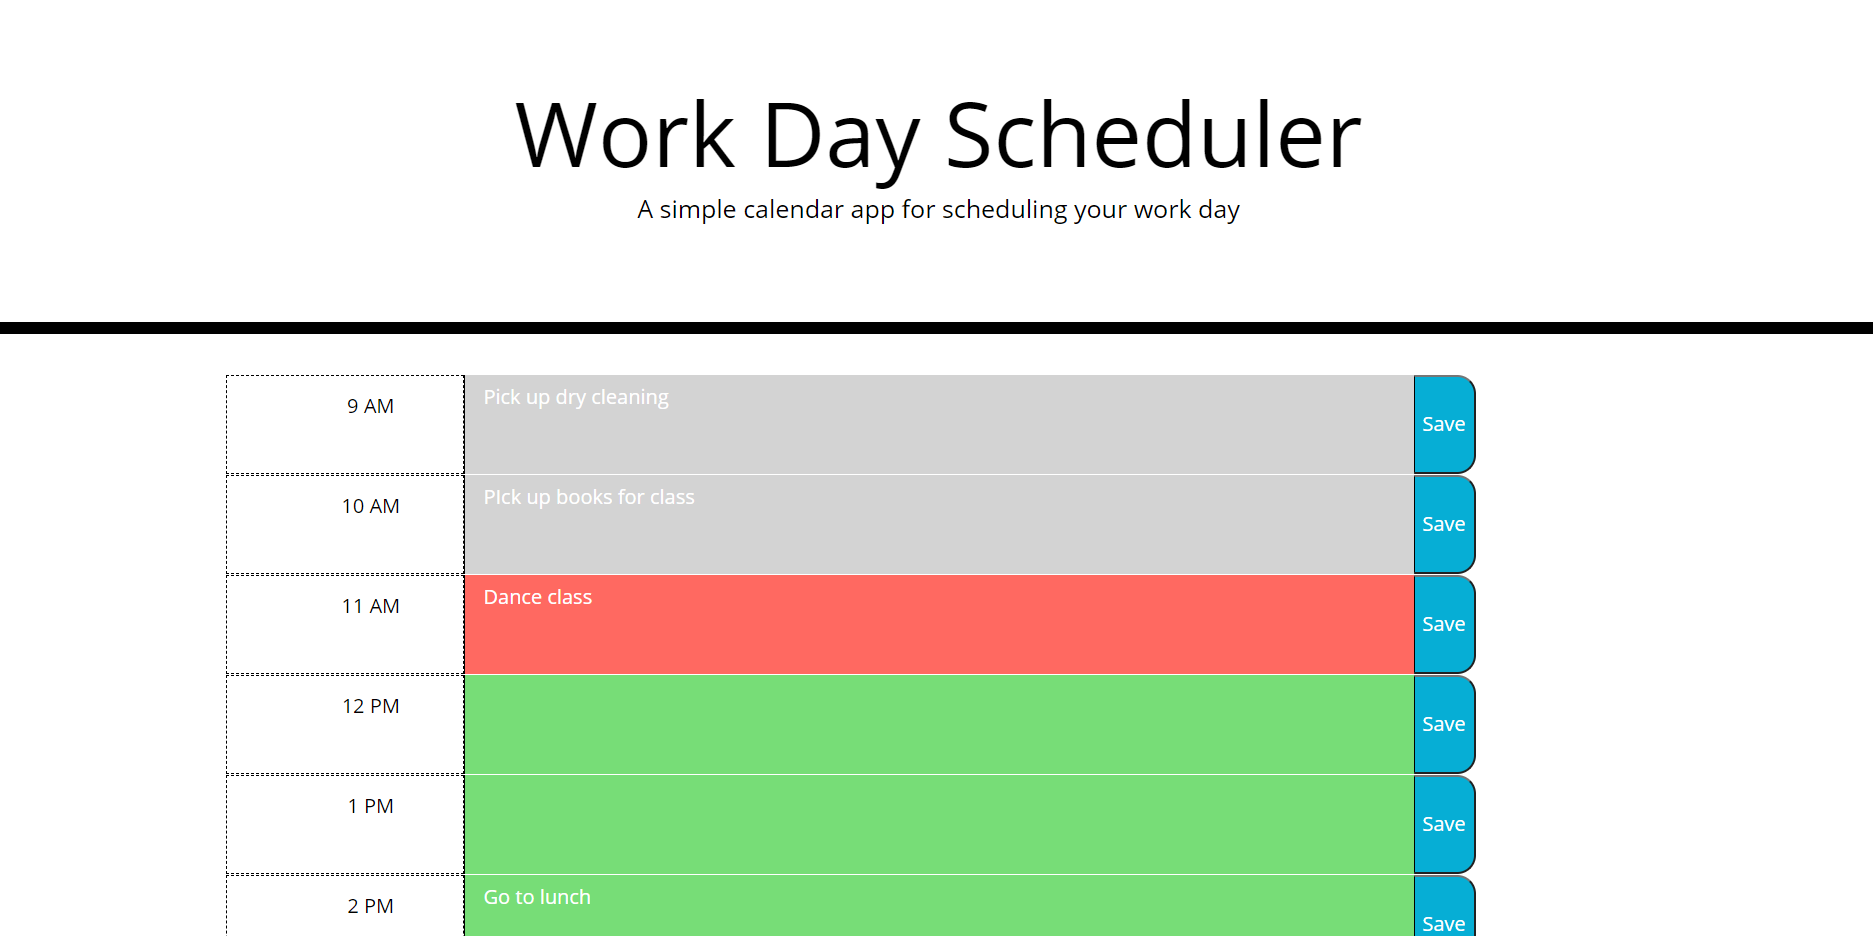 Work Day Scheduler
A simple calendar app for scheduling your work day
9 AM
Pick up dry cleaning
Save
10 AM
PIck up books for class
Save
11 AM
Dance class
Save
12 PM
Save
1 PM
Save
2 PM
Go to lunch
Save